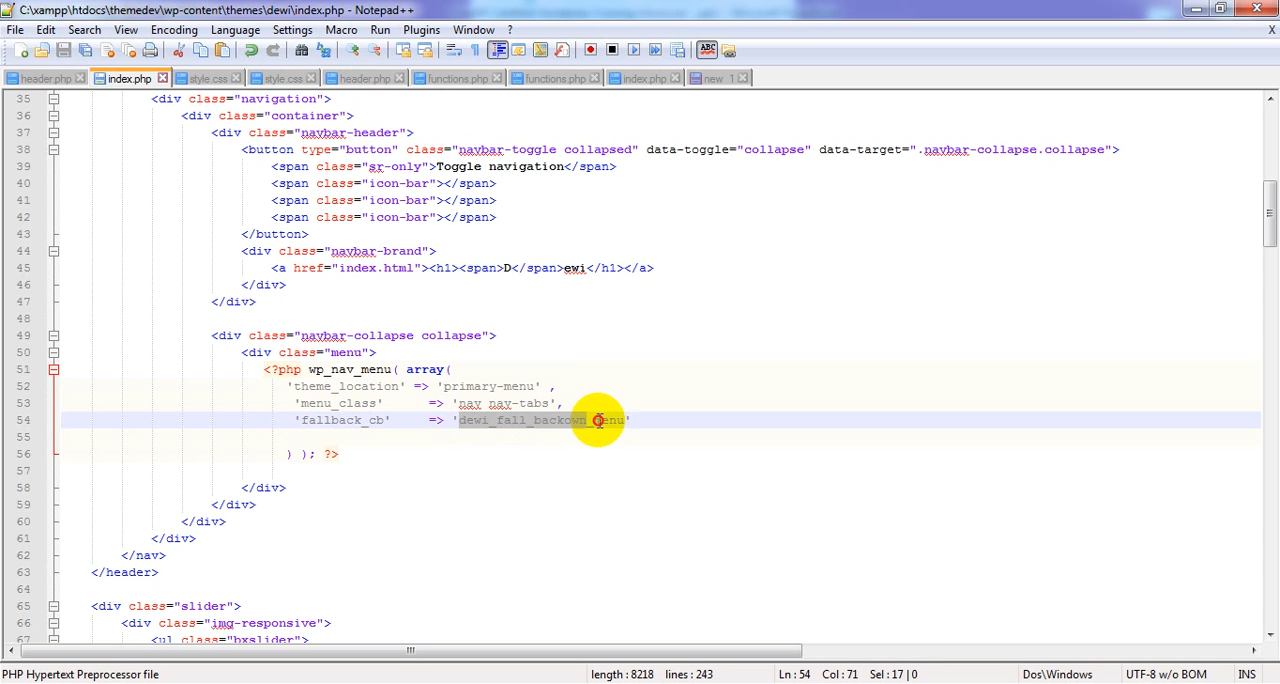 C:\xampp\htdocs\themedev\wp-content\themes\dewi\index.php - Notepad++
File Edit Search View Encoding Language Settings Macro Run Plugins Window ? X
header.php index.php style.css style.css header.php functions.php functions.php index.php new 1
35 <div class="navigation">
36 <div class="container">
37 <div class="navbar-header">
38 <button type="button" class="navbar-toggle collapsed" data-toggle="collapse" data-target=".navbar-collapse.collapse">
39 <span class="sr-only">Toggle navigation</span>
40 <span class="icon-bar"></span>
41 <span class="icon-bar"></span>
42 <span class="icon-bar"></span>
43 </button>
44 <div class="navbar-brand">
45 <a href="index.html"><h1><span>D</span>ewi</h1></a>
46 </div>
47 </div>
48
49 <div class="navbar-collapse collapse">
50 <div class="menu">
51 <?php wp_nav_menu( array(
52 'theme_location' => 'primary-menu' ,
53 'menu_class' => 'nav nav-tabs',
54 'fallback_cb' => 'dewi_fall_backown_menu'
55
56 ) ); ?>
57
58 </div>
59 </div>
60 </div>
61 </div>
62 </nav>
63 </header>
64
65 <div class="slider">
66 <div class="img-responsive">
67 <ul class="bxslider">
PHP Hypertext Preprocessor file length : 8218 lines : 243 Ln : 54 Col : 71 Sel : 17 | 0 Dos\Windows UTF-8 w/o BOM INS